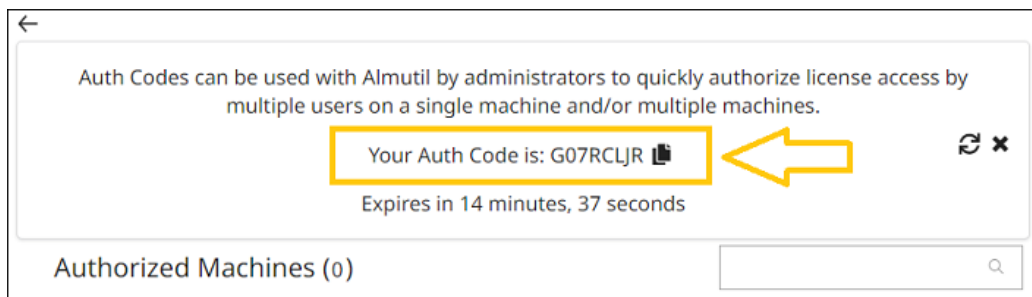 Auth Codes can be used with Almutil by administrators to quickly authorize license access by
multiple users on a single machine and/or multiple machines.
Your Auth Code is: G07RCLJR
Expires in 14 minutes, 37 seconds
Authorized Machines (0)